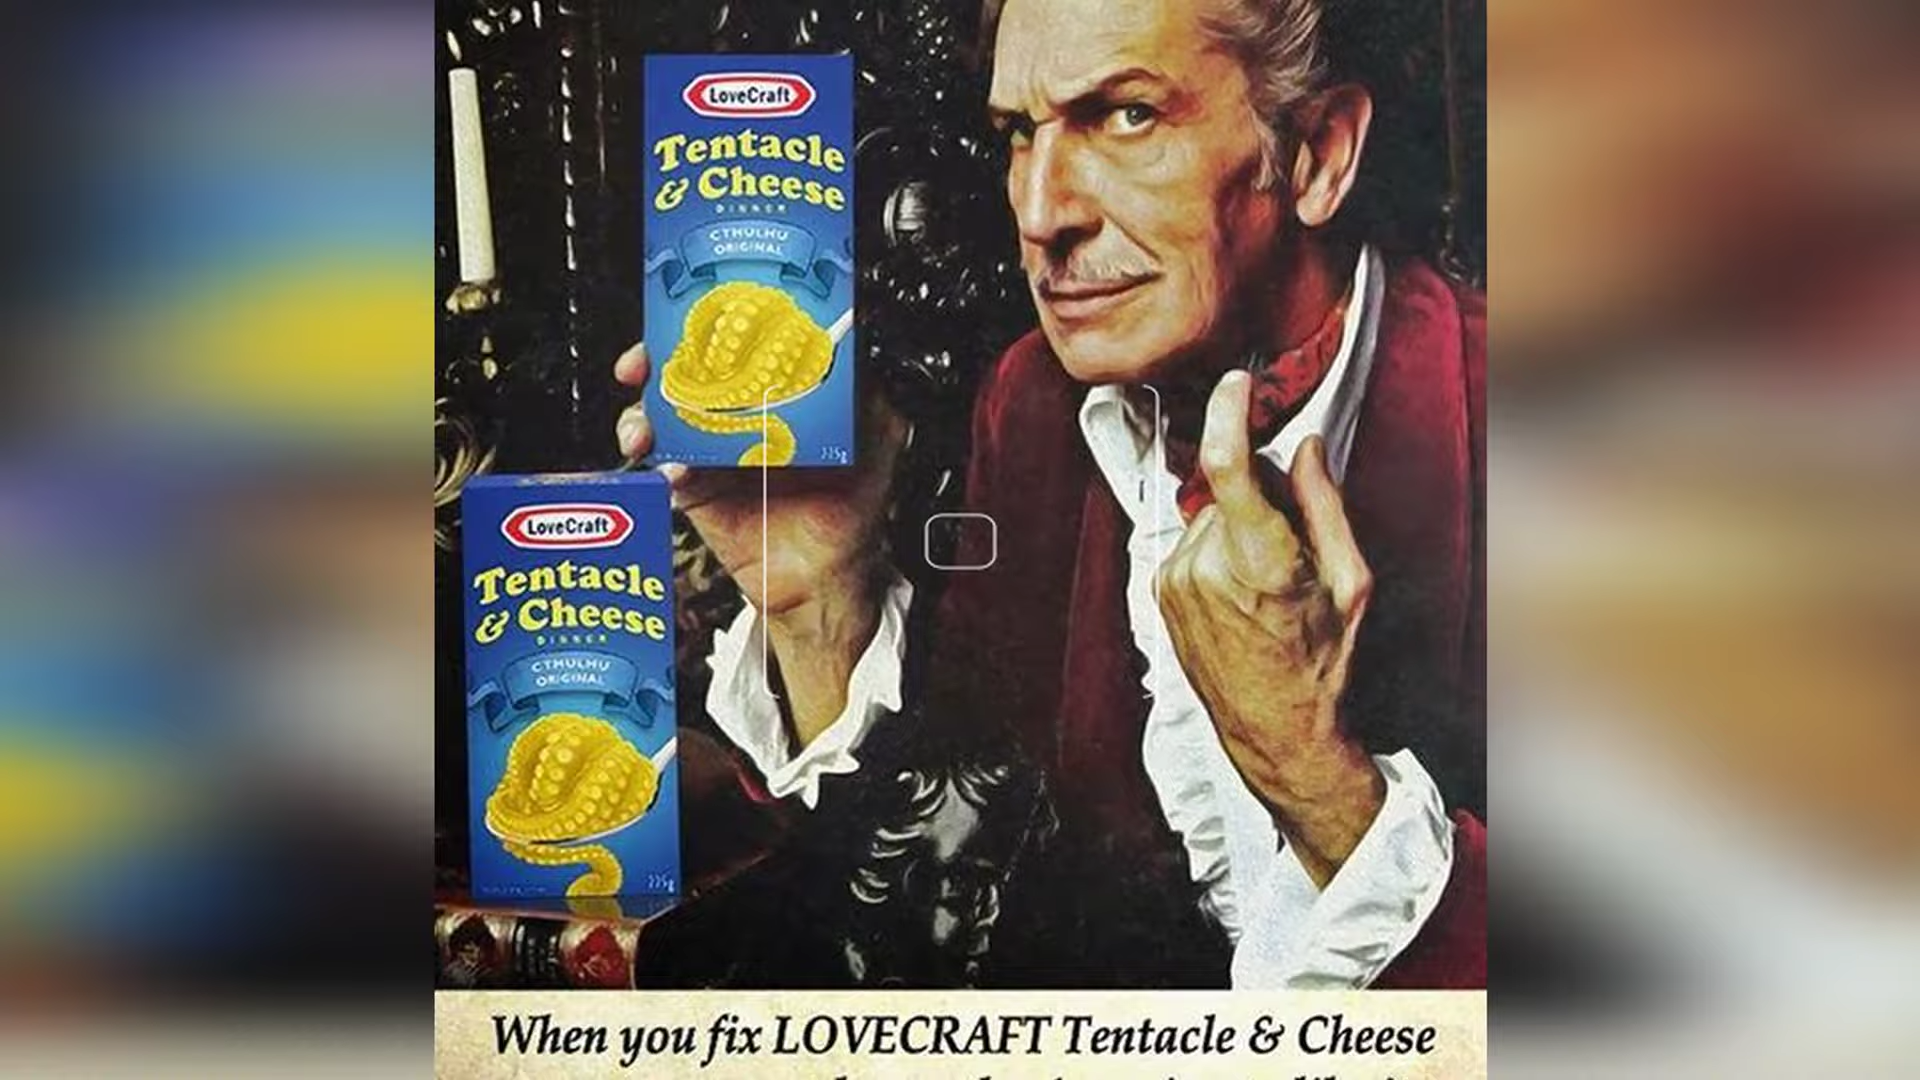 LoveCraft
Tentacle
& Cheese
DINNER
CTHULHU
ORIGINAL
225g
LoveCraft
Tentacle
& Cheese
DINNER
CTHULHU
ORIGINAL
225g
When you fix LOVECRAFT Tentacle & Cheese